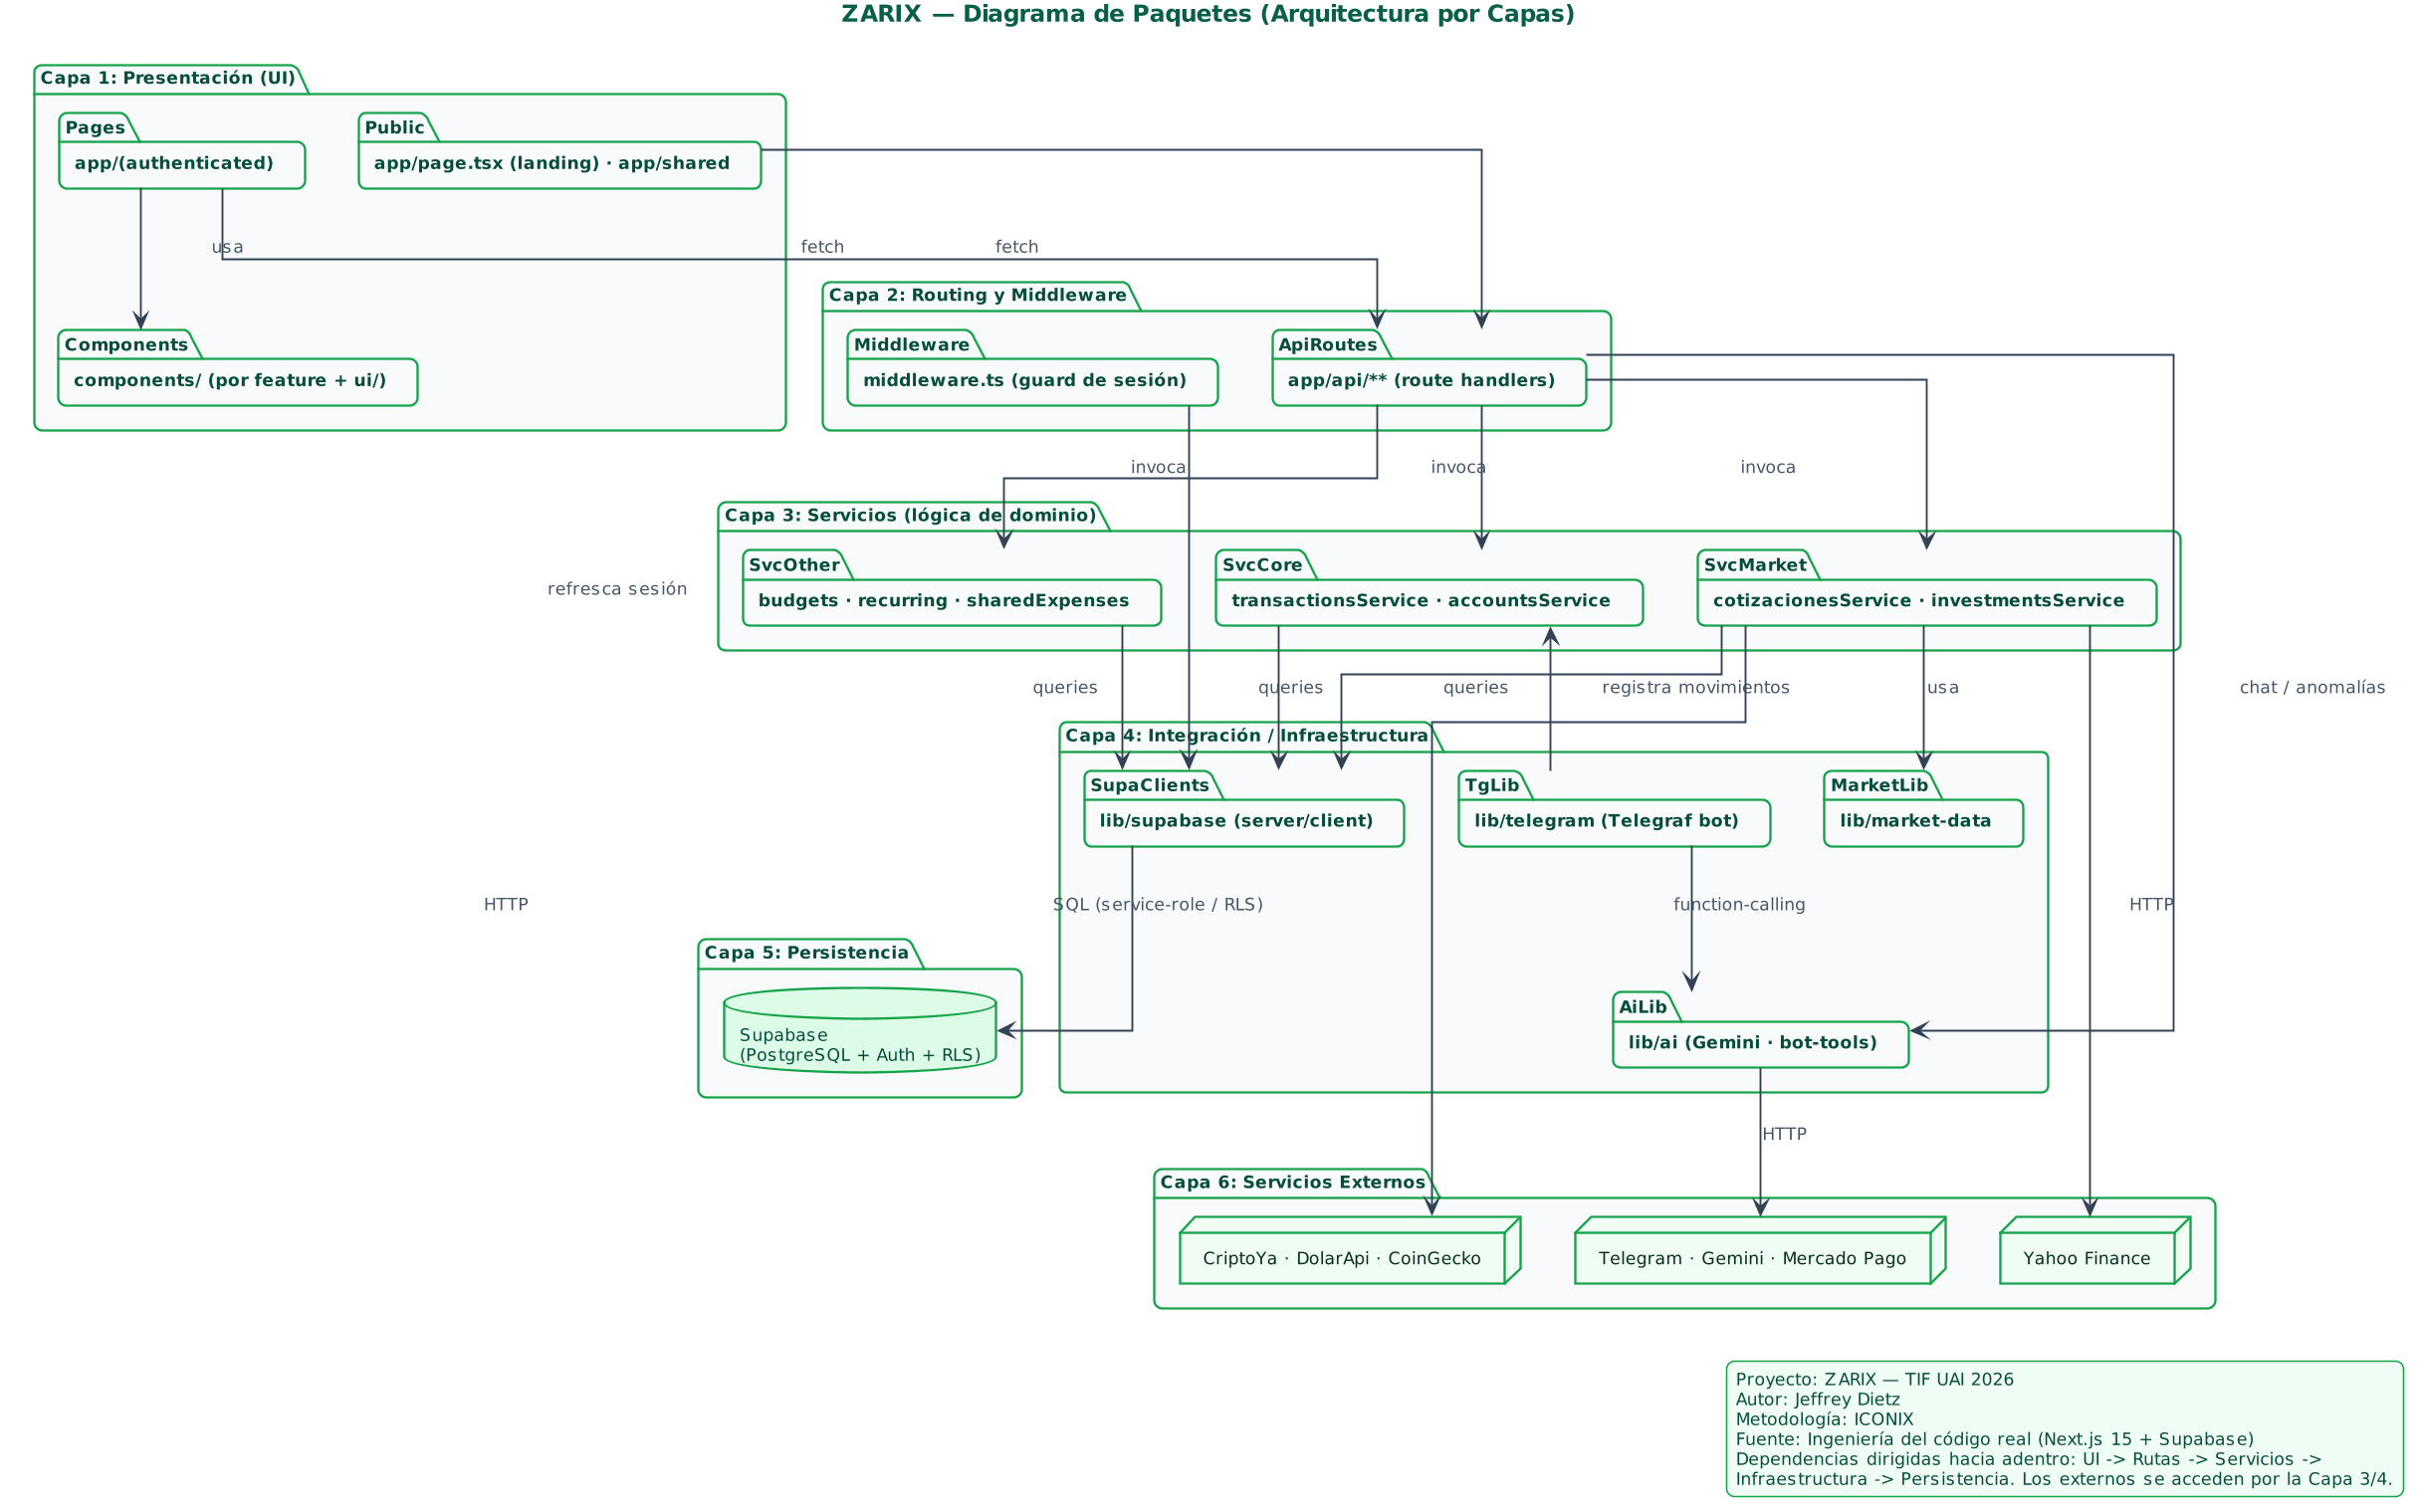 ZARIX — Diagrama de Paquetes (Arquitectura por Capas)
Capa 1: Presentación (UI)
Pages
app/(authenticated)
Public
app/page.tsx (landing) · app/shared
usa
fetch
fetch
Components
components/ (por feature + ui/)
Capa 2: Routing y Middleware
Middleware
middleware.ts (guard de sesión)
ApiRoutes
app/api/** (route handlers)
invoca
invoca
invoca
Capa 3: Servicios (lógica de dominio)
refresca sesión
SvcOther
budgets · recurring · sharedExpenses
SvcCore
transactionsService · accountsService
SvcMarket
cotizacionesService · investmentsService
queries
queries
queries
registra movimientos
usa
chat / anomalías
Capa 4: Integración / Infraestructura
SupaClients
lib/supabase (server/client)
TgLib
lib/telegram (Telegraf bot)
MarketLib
lib/market-data
HTTP
SQL (service-role / RLS)
function-calling
HTTP
Capa 5: Persistencia
Supabase
(PostgreSQL + Auth + RLS)
AiLib
lib/ai (Gemini · bot-tools)
HTTP
Capa 6: Servicios Externos
CriptoYa · DolarApi · CoinGecko
Telegram · Gemini · Mercado Pago
Yahoo Finance
Proyecto: ZARIX — TIF UAI 2026
Autor: Jeffrey Dietz
Metodología: ICONIX
Fuente: Ingeniería del código real (Next.js 15 + Supabase)
Dependencias dirigidas hacia adentro: UI -> Rutas -> Servicios ->
Infraestructura -> Persistencia. Los externos se acceden por la Capa 3/4.